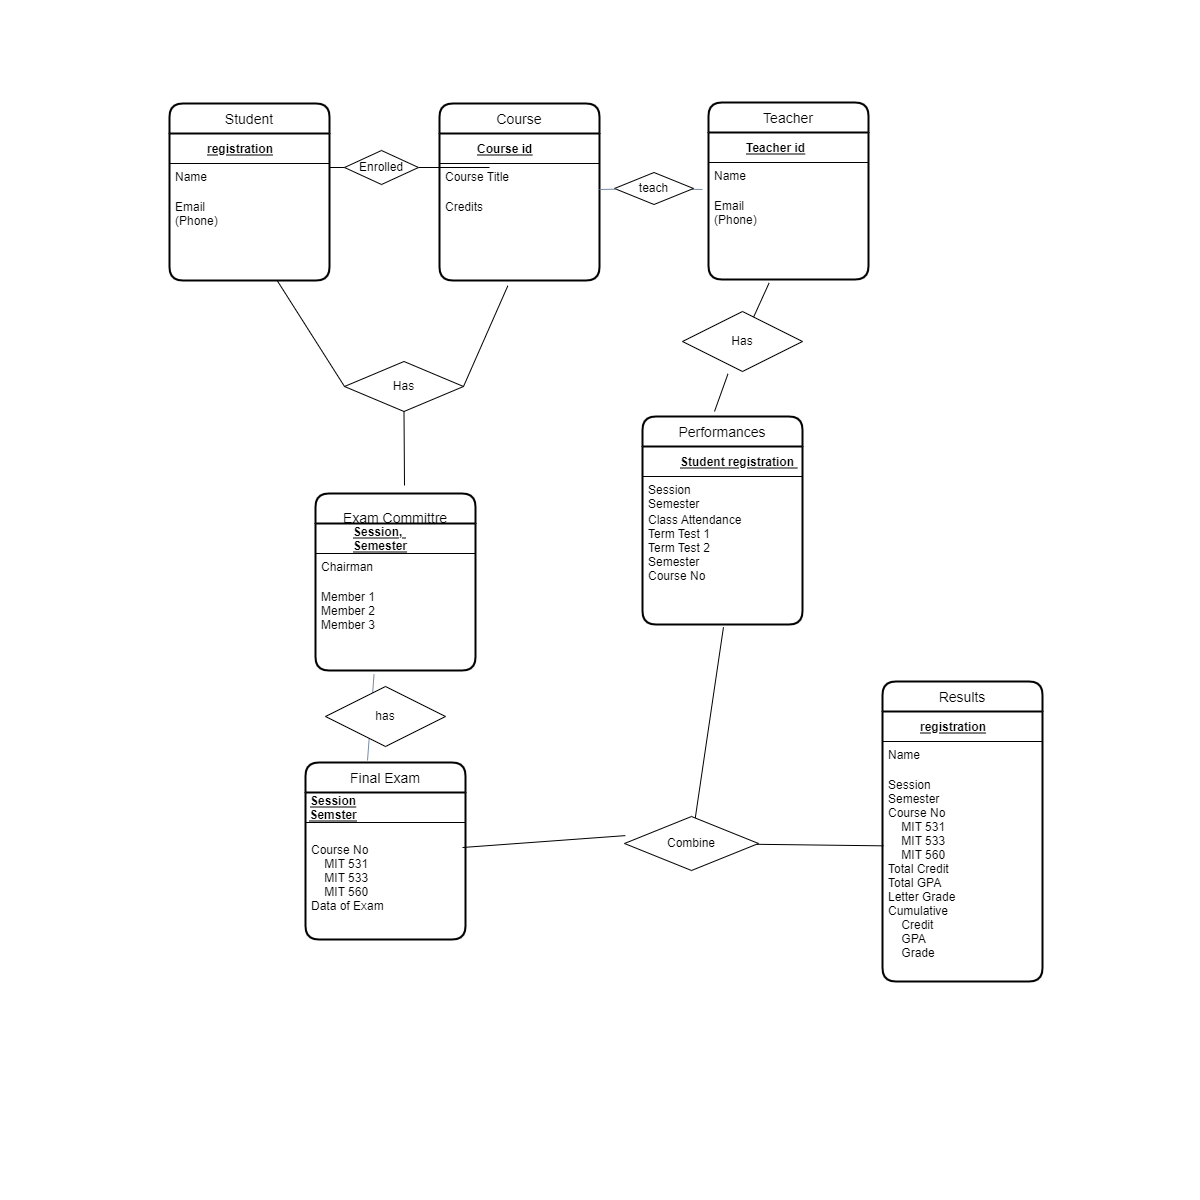 Student
registration
Name
Email
(Phone)
Enrolled
Course
Course id
Course Title
Credits
teach
Teacher
Teacher id
Name
Email
(Phone)
Has
Has
Performances
Student registration
Session
Semester
Class Attendance
Term Test 1
Term Test 2
Semester
Course No
Exam Committre
Session,
Semester
Chairman
Member 1
Member 2
Member 3
has
Final Exam
Session
Semster
Course No
MIT 531
MIT 533
MIT 560
Data of Exam
Combine
Results
registration
Name
Session
Semester
Course No
MIT 531
MIT 533
MIT 560
Total Credit
Total GPA
Letter Grade
Cumulative
Credit
GPA
Grade